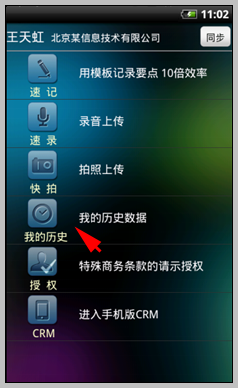 11:02
王天虹 北京某信息技术有限公司 同步
速 记 用模板记录要点 10倍效率
速 录 录音上传
快 拍 拍照上传
我的历史 我的历史数据
授 权 特殊商务条款的请示授权
CRM 进入手机版CRM